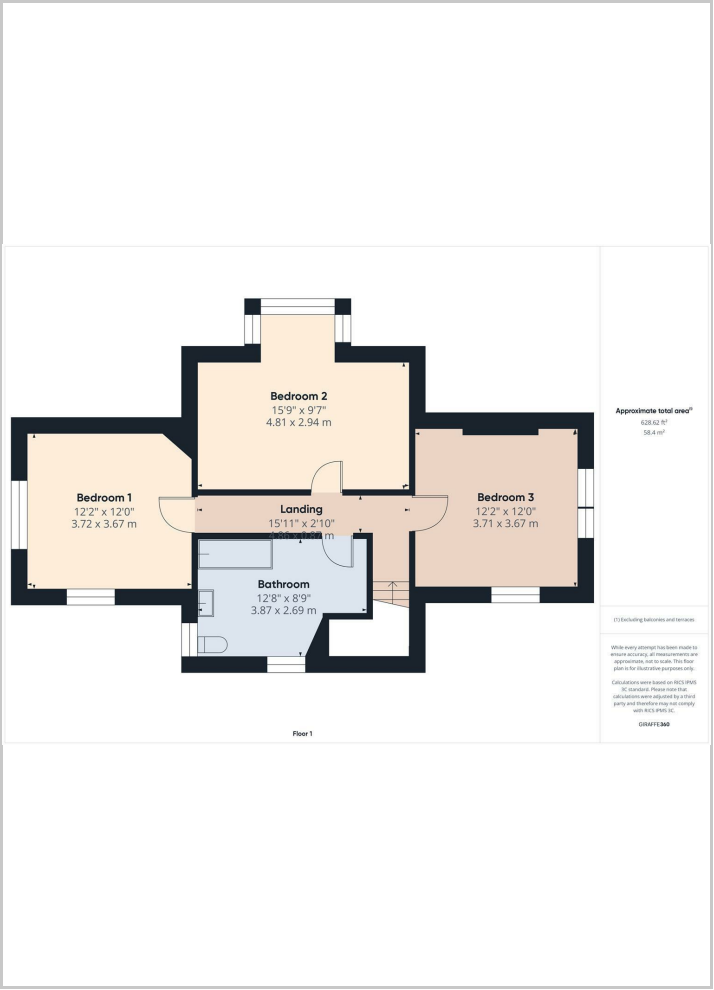 Bedroom 2
15'9" x 9'7"
4.81 x 2.94 m
Bedroom 1
12'2" x 12'0"
3.72 x 3.67 m
Landing
15'11" x 2'10"
4.86 x 0.87 m
Bedroom 3
12'2" x 12'0"
3.71 x 3.67 m
Bathroom
12'8" x 8'9"
3.87 x 2.69 m
Floor 1
Approximate total area⁽¹⁾
628.62 ft²
58.4 m²
(1) Excluding balconies and terraces
While every attempt has been made to
ensure accuracy, all measurements are
approximate, not to scale. This floor
plan is for illustrative purposes only.
Calculations were based on RICS IPMS
3C standard. Please note that
calculations were adjusted by a third
party and therefore may not comply
with RICS IPMS 3C.
GIRAFFE360